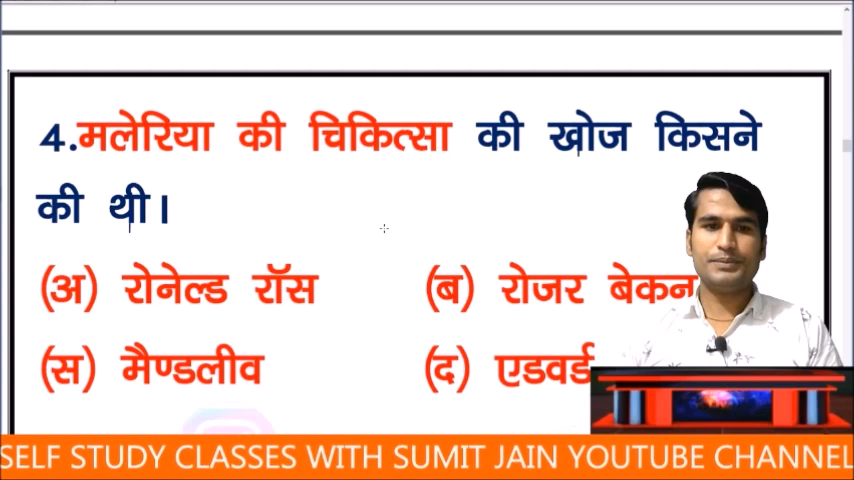 4.मलेरिया की चिकित्सा की खोज किसने
की थी।
(अ) रोनेल्ड रॉस (ब) रोजर बेकन
(स) मैण्डलीव (द) एडवर्ड
SELF STUDY CLASSES WITH SUMIT JAIN YOUTUBE CHANNEL